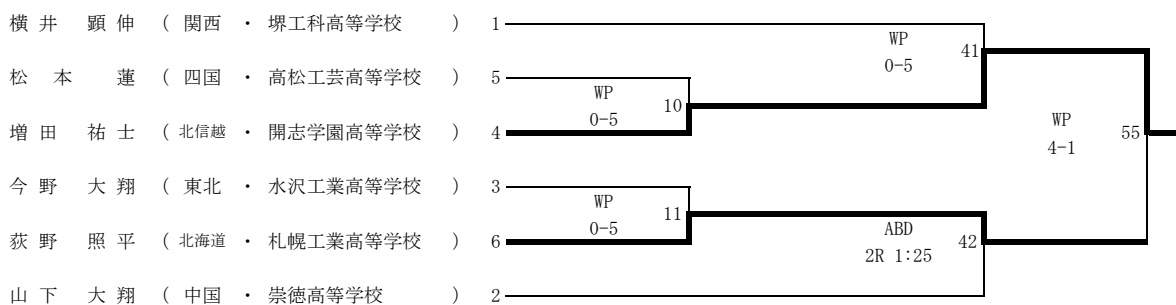 横井 顕伸 ( 関西 ・ 堺工科高等学校 ) 1
WP 41
0-5
松本 蓮 ( 四国 ・ 高松工芸高等学校 ) 5
WP 10
0-5
増田 祐士 ( 北信越 ・ 開志学園高等学校 ) 4
WP 55
4-1
今野 大翔 ( 東北 ・ 水沢工業高等学校 ) 3
WP 11
0-5
荻野 照平 ( 北海道 ・ 札幌工業高等学校 ) 6
ABD 42
2R 1:25
山下 大翔 ( 中国 ・ 崇徳高等学校 ) 2